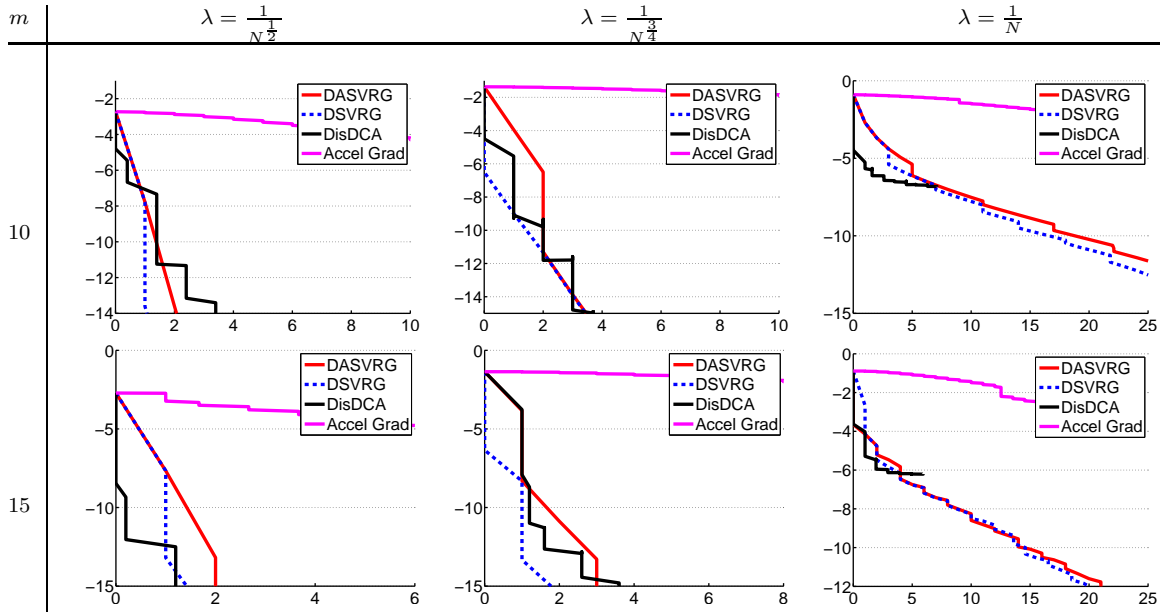 m λ = 1/N^{1/2} λ = 1/N^{3/4} λ = 1/N
10
−2
−4
−6
−8
−10
−12
−14
0 2 4 6 8 10
DASVRG
DSVRG
DisDCA
Accel Grad
−2
−4
−6
−8
−10
−12
−14
0 2 4 6 8 10
DASVRG
DSVRG
DisDCA
Accel Grad
0
−5
−10
−15
0 5 10 15 20 25
DASVRG
DSVRG
DisDCA
Accel Grad
15
0
−5
−10
−15
0 2 4 6
DASVRG
DSVRG
DisDCA
Accel Grad
0
−5
−10
−15
0 2 4 6 8
DASVRG
DSVRG
DisDCA
Accel Grad
0
−2
−4
−6
−8
−10
−12
0 5 10 15 20 25
DASVRG
DSVRG
DisDCA
Accel Grad